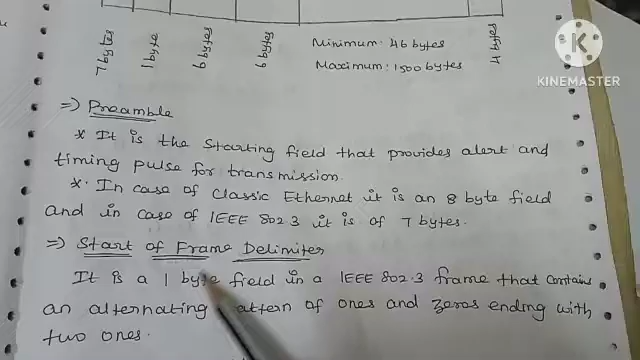 7 bytes
1 byte
6 bytes
6 bytes
Minimum: 46 bytes
Maximum: 1500 bytes
4 bytes
KINEMASTER
=> Preamble
* It is the starting field that provides alert and
timing pulse for transmission.
*. In case of Classic Ethernet it is an 8 byte field
and in case of IEEE 802.3 it is of 7 bytes.
=> Start of Frame Delimiter
It is a 1 byte field in a IEEE 802.3 frame that contains
an alternating pattern of ones and zeros ending with
two ones.